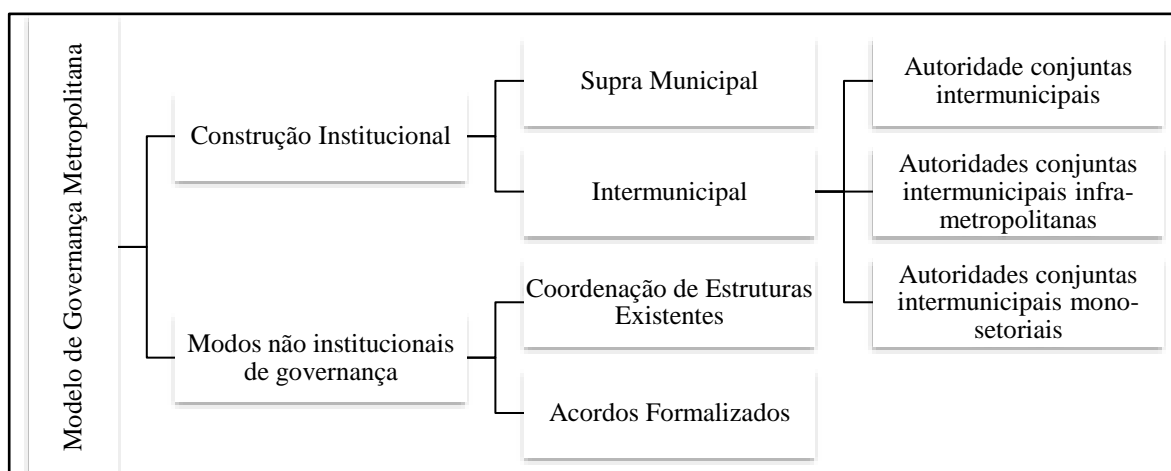 Modelo de Governança Metropolitana
Construção Institucional
Modos não institucionais
de governança
Supra Municipal
Intermunicipal
Coordenação de Estruturas
Existentes
Acordos Formalizados
Autoridade conjuntas
intermunicipais
Autoridades conjuntas
intermunicipais infra-
metropolitanas
Autoridades conjuntas
intermunicipais mono-
setoriais